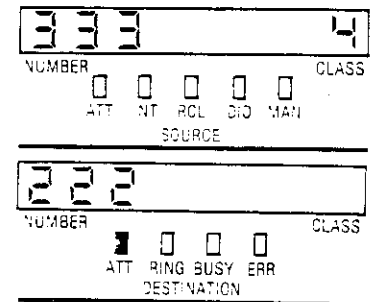 333 4
NUMBER CLASS
ATT INT RCL DIO MAN
SOURCE
222
NUMBER CLASS
ATT RING BUSY ERR
DESTINATION